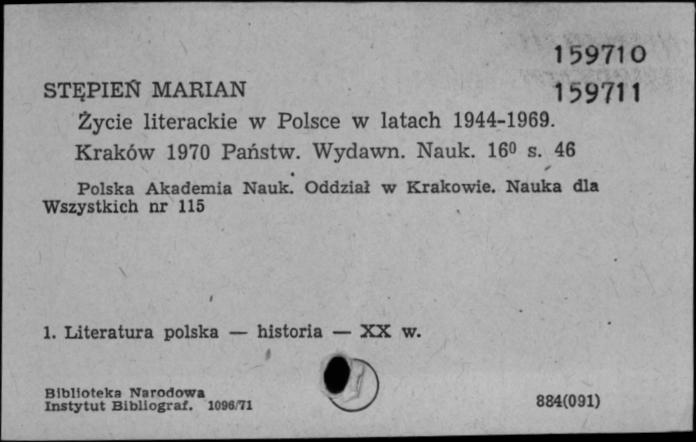 159710
STĘPIEŃ MARIAN
159711
Życie literackie w Polsce w latach 1944-1969.
Kraków 1970 Państw. Wydawn. Nauk. 16⁰ s. 46
Polska Akademia Nauk. Oddział w Krakowie. Nauka dla
Wszystkich nr 115
1. Literatura polska — historia — XX w.
Biblioteka Narodowa
Instytut Bibliograf. 1096/71
884(091)